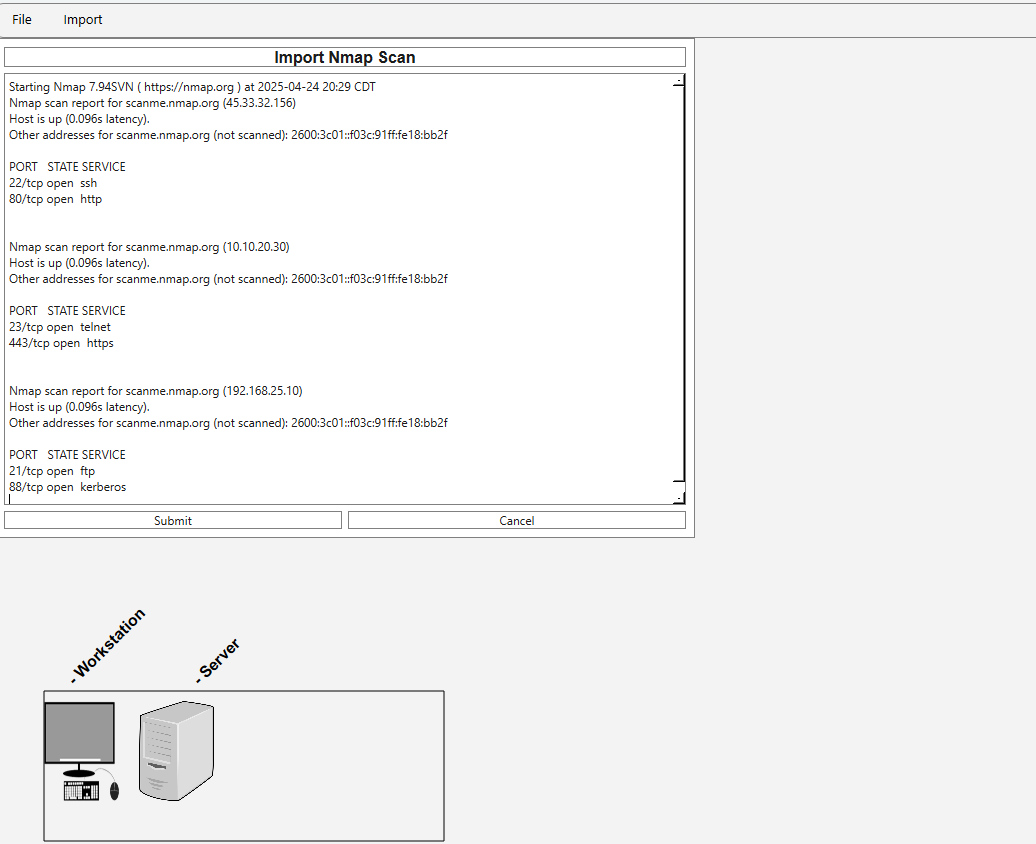 File Import
Import Nmap Scan
Starting Nmap 7.94SVN ( https://nmap.org ) at 2025-04-24 20:29 CDT
Nmap scan report for scanme.nmap.org (45.33.32.156)
Host is up (0.096s latency).
Other addresses for scanme.nmap.org (not scanned): 2600:3c01::f03c:91ff:fe18:bb2f
PORT   STATE SERVICE
22/tcp open  ssh
80/tcp open  http
Nmap scan report for scanme.nmap.org (10.10.20.30)
Host is up (0.096s latency).
Other addresses for scanme.nmap.org (not scanned): 2600:3c01::f03c:91ff:fe18:bb2f
PORT   STATE SERVICE
23/tcp open  telnet
443/tcp open  https
Nmap scan report for scanme.nmap.org (192.168.25.10)
Host is up (0.096s latency).
Other addresses for scanme.nmap.org (not scanned): 2600:3c01::f03c:91ff:fe18:bb2f
PORT   STATE SERVICE
21/tcp open  ftp
88/tcp open  kerberos
Submit
Cancel
- Workstation
- Server